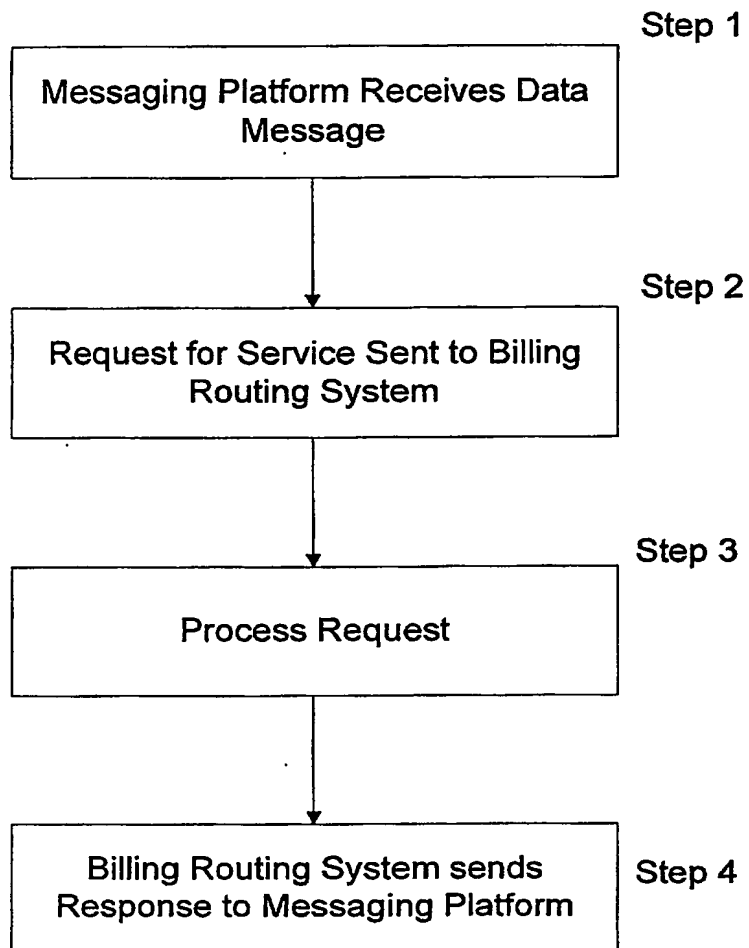 Step 1
Messaging Platform Receives Data
Message
Step 2
Request for Service Sent to Billing
Routing System
Step 3
Process Request
Step 4
Billing Routing System sends
Response to Messaging Platform